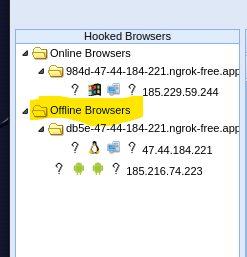 Hooked Browsers
Online Browsers
984d-47-44-184-221.ngrok-free.app
? ? 185.229.59.244
Offline Browsers
db5e-47-44-184-221.ngrok-free.app
? ? 47.44.184.221
? ? 185.216.74.223